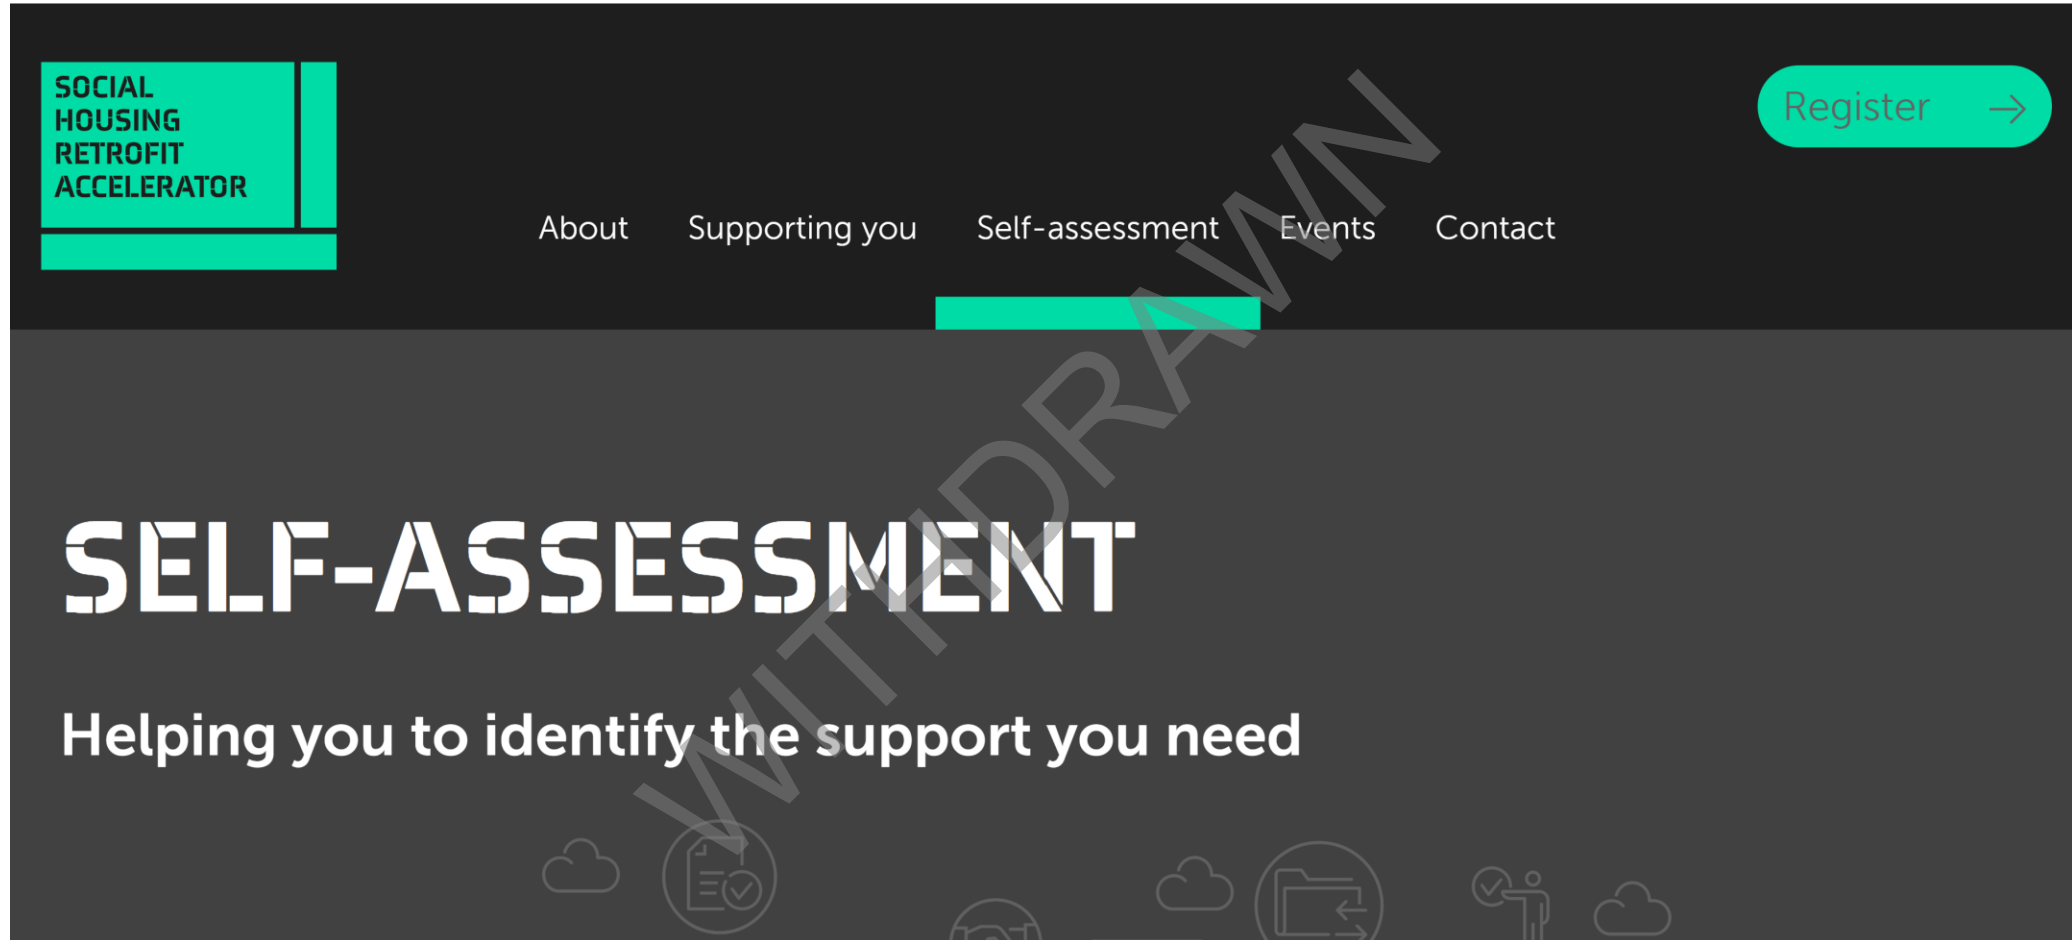 SOCIAL
HOUSING
RETROFIT
ACCELERATOR
Register
About Supporting you Self-assessment Events Contact
SELF-ASSESSMENT
Helping you to identify the support you need
WITHDRAWN